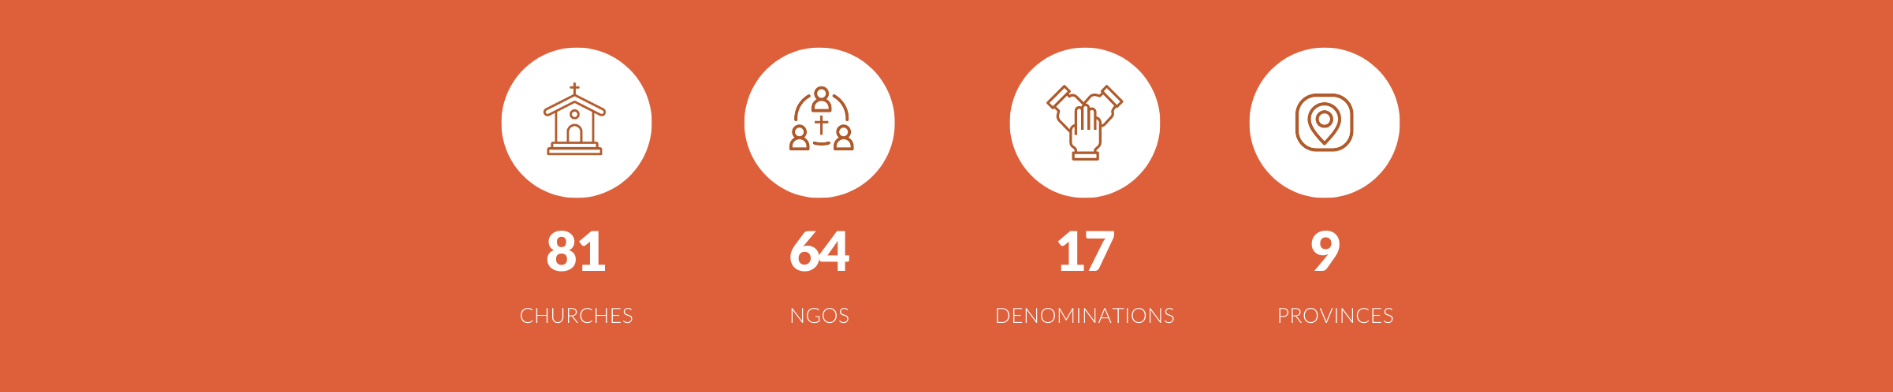 81
CHURCHES
64
NGOS
17
DENOMINATIONS
9
PROVINCES